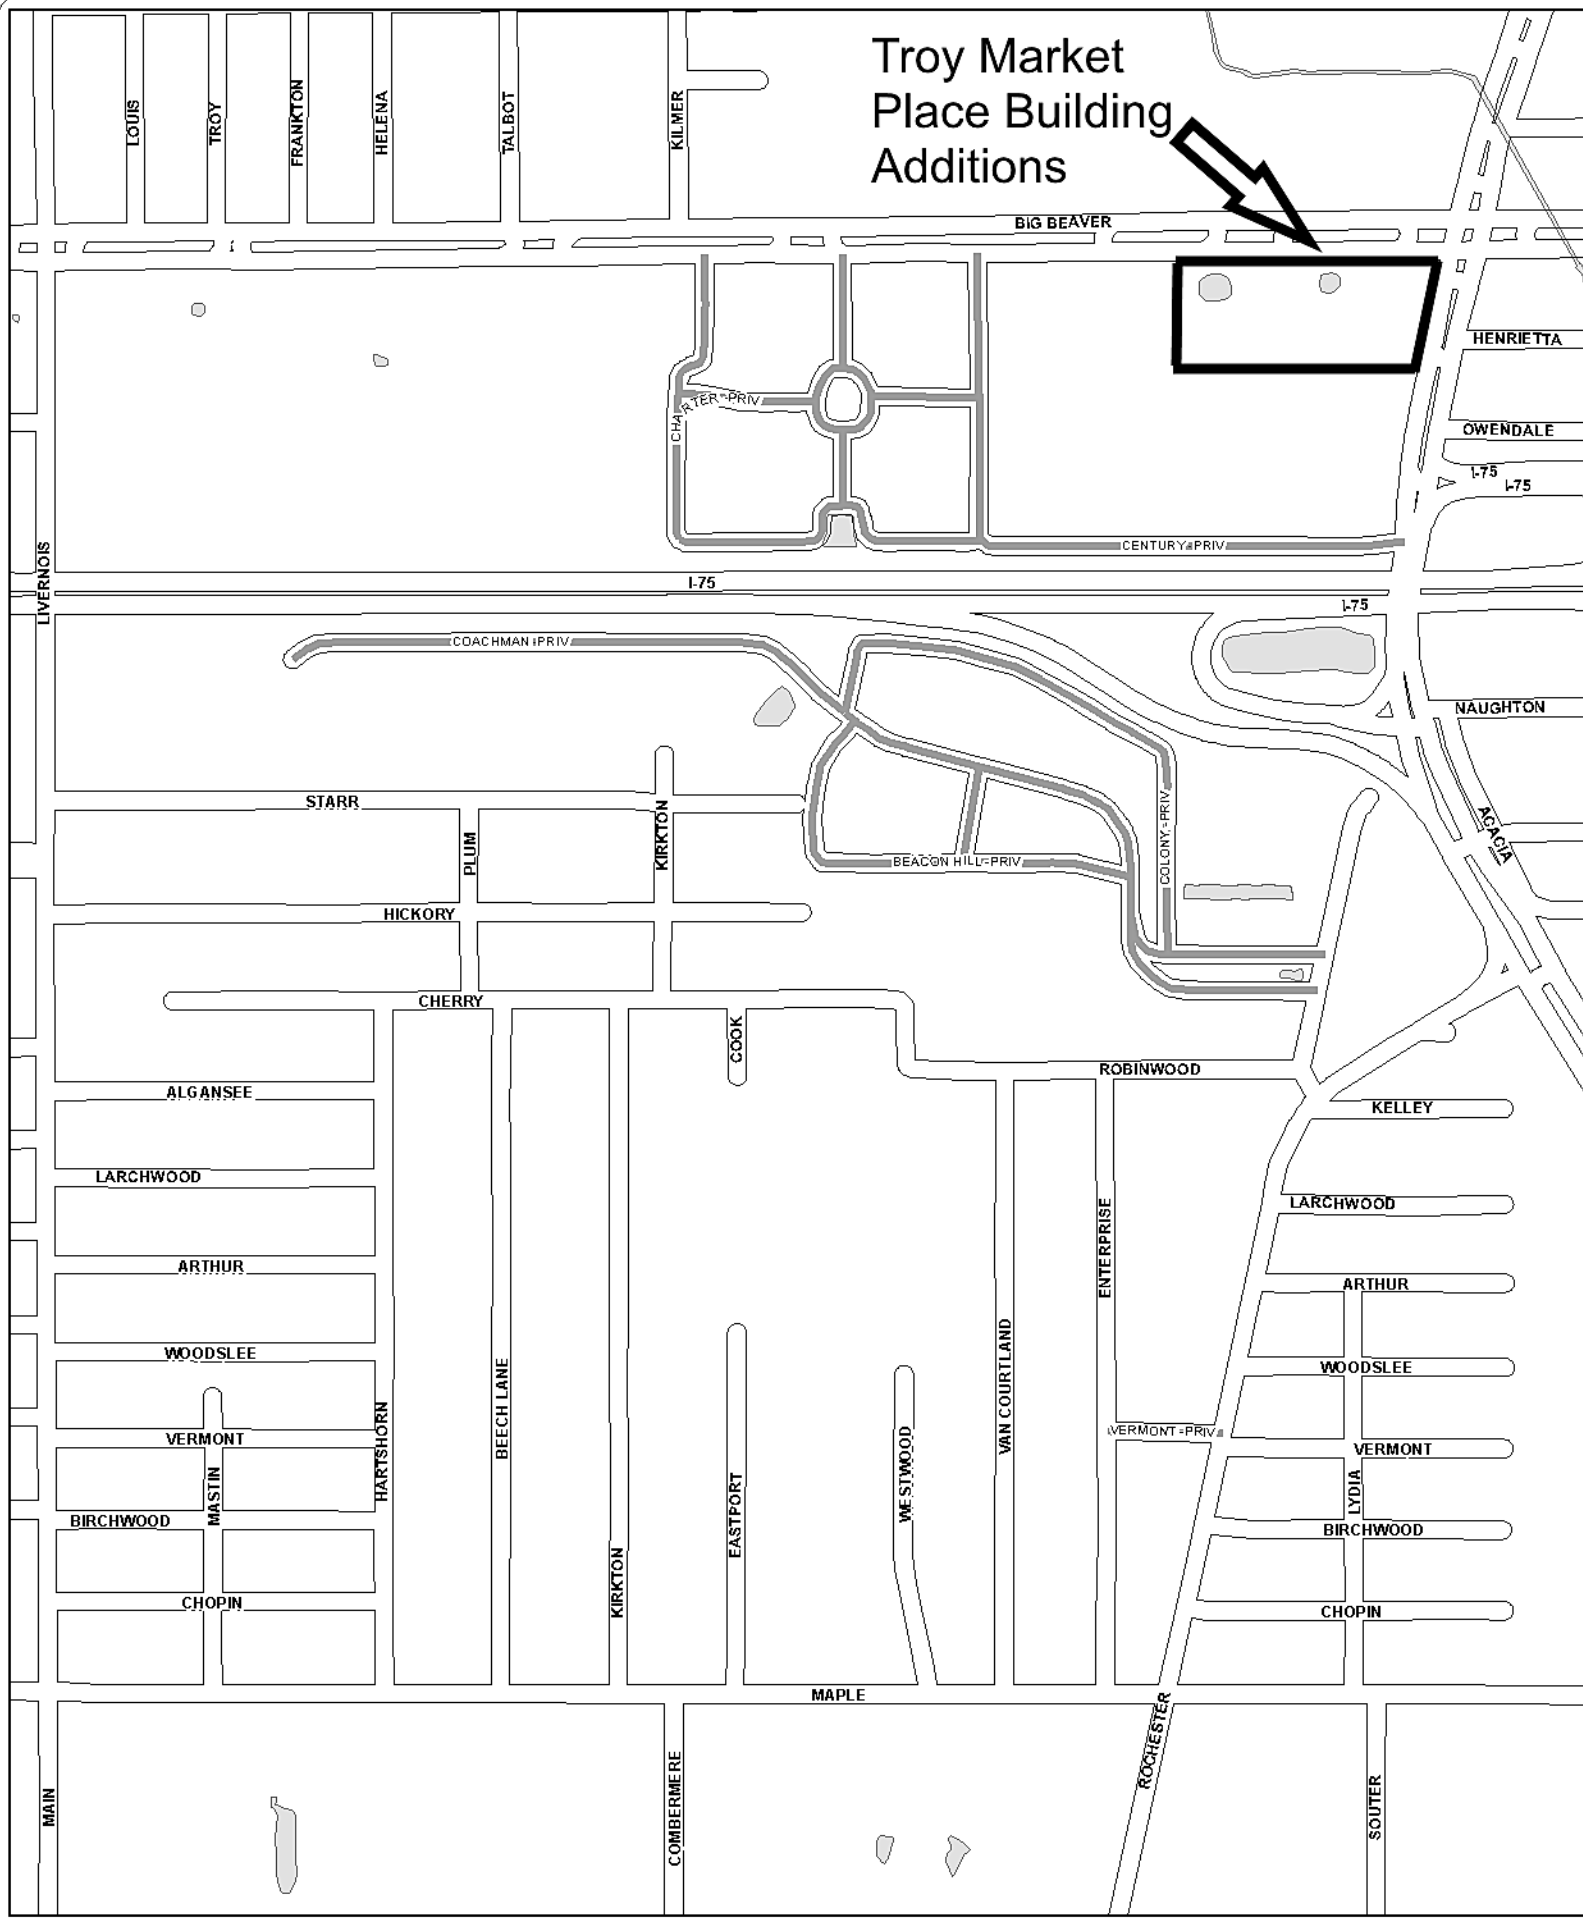 Troy Market
Place Building
Additions
LOUIS
TROY
FRANKTON
HELENA
TALBOT
KILMER
BIG BEAVER
HENRIETTA
CHARTER-PRIV
OWENDALE
I-75
I-75
CENTURY-PRIV
LIVERNOIS
I-75
I-75
COACHMAN-PRIV
NAUGHTON
STARR
PLUM
KIRKTON
COLONY-PRIV
ACACIA
BEACON HILL-PRIV
HICKORY
CHERRY
COOK
ROBINWOOD
ALGANSEE
KELLEY
LARCHWOOD
LARCHWOOD
ENTERPRISE
ARTHUR
ARTHUR
WOODSLEE
WOODSLEE
HARTSHORN
BEECH LANE
VAN COURTLAND
VERMONT
VERMONT-PRIV
VERMONT
MASTIN
EASTPORT
WESTWOOD
LYDIA
BIRCHWOOD
BIRCHWOOD
KIRKTON
CHOPIN
CHOPIN
MAPLE
MAIN
COMBERMERE
ROCHESTER
SOUTER